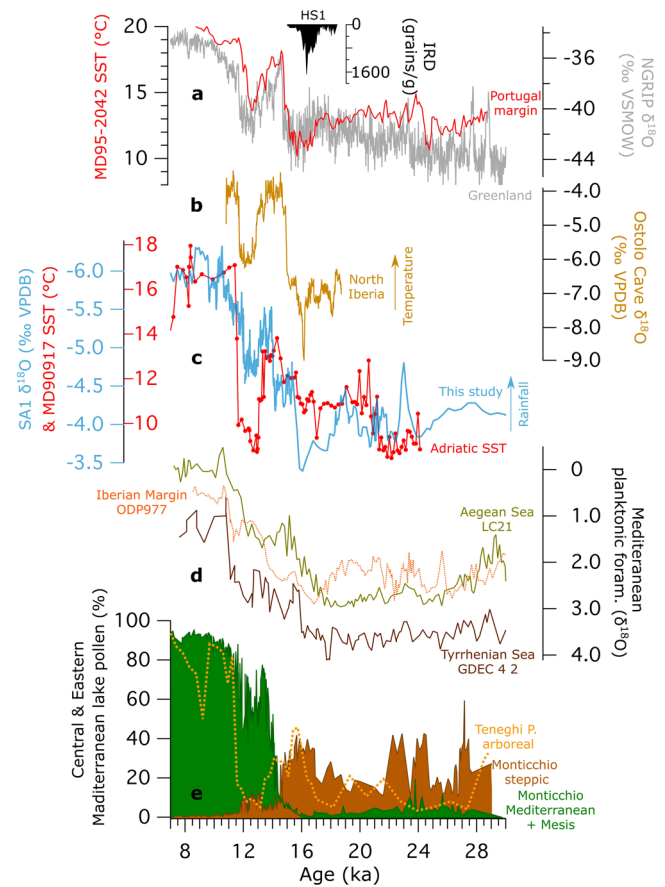 HS1
0
1600
IRD
(grains/g)
20
18
15
13
10
MD95-2042 SST (°C)
a
Portugal
margin
-36
-40
-44
NGRIP δ¹⁸O
(‰ VSMOW)
Greenland
b
North
Iberia
Temperature
-4.0
-5.0
-6.0
-7.0
-8.0
-9.0
Ostolo Cave δ¹⁸O
(‰ VPDB)
-18
-16
-14
-12
-10
-6.0
-5.5
-5.0
-4.5
-4.0
-3.5
SA1 δ¹⁸O (‰ VPDB)
& MD90917 SST (°C)
c
This study
Rainfall
Adriatic SST
Iberian Margin
ODP977
Aegean Sea
LC21
d
Tyrrhenian Sea
GDEC 4 2
0
1.0
2.0
3.0
4.0
Mediterranean
planktonic foram. (δ¹⁸O)
100
80
60
40
20
0
Central & Eastern
Mediterranean lake pollen (%)
e
Teneghi P.
arboreal
Monticchio
steppic
Monticchio
Mediterranean
+ Mesis
8 12 16 20 24 28
Age (ka)